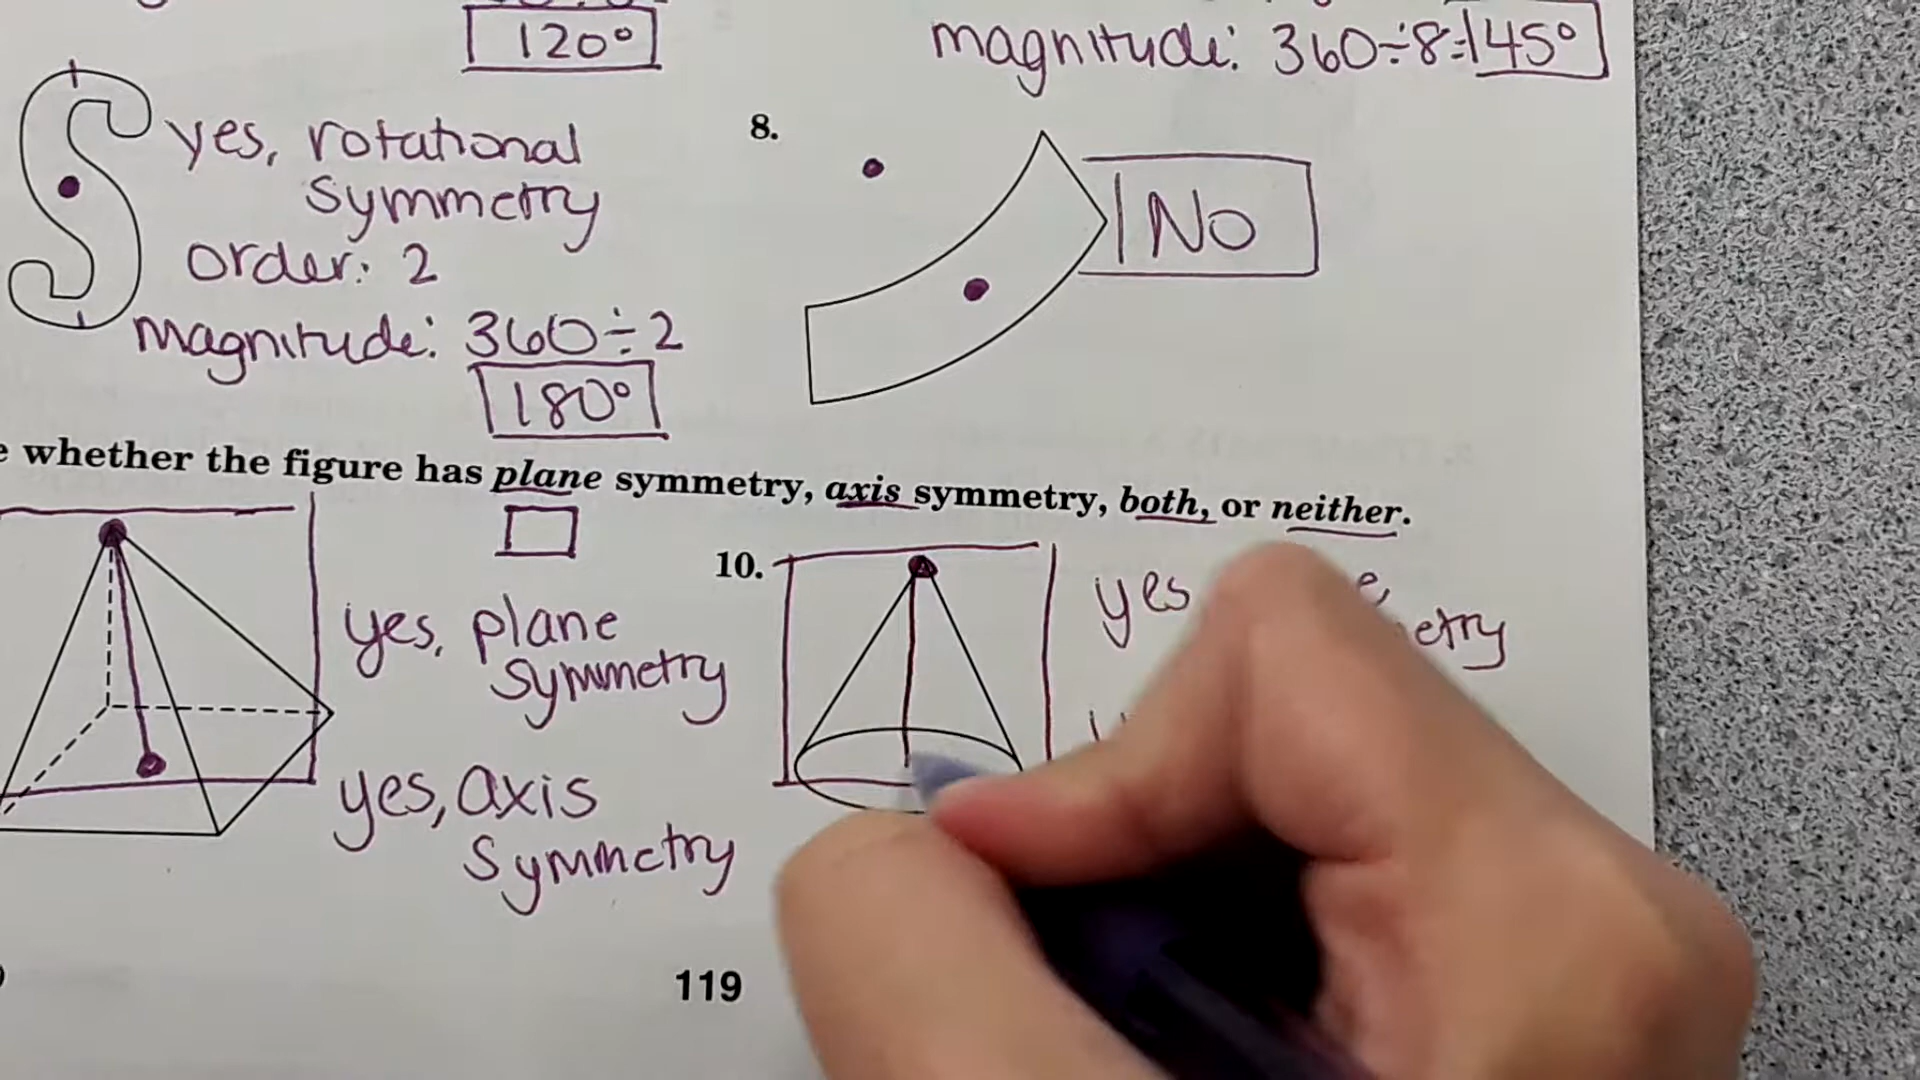 120°
magnitude: 360÷8=45°
yes, rotational
symmetry
order: 2
magnitude: 360÷2
180°
8.
No
whether the figure has plane symmetry, axis symmetry, both, or neither.
yes, plane
symmetry
yes, axis
symmetry
10.
yes
119